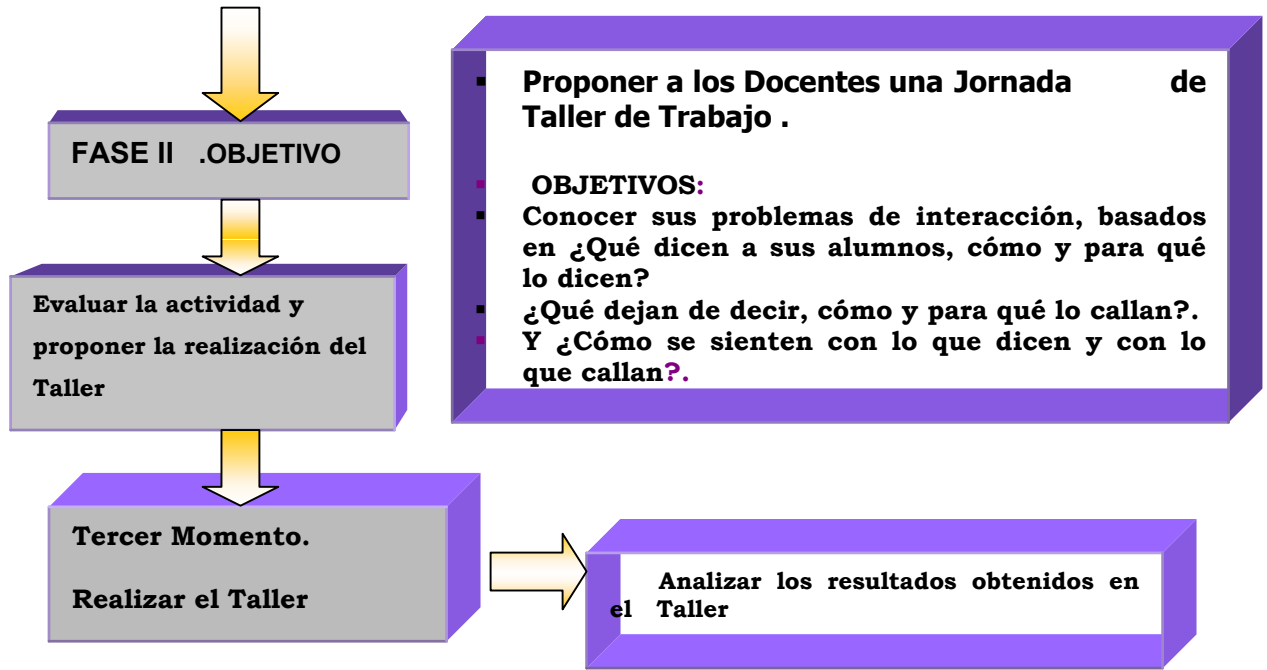 FASE II .OBJETIVO
Evaluar la actividad y
proponer la realización del
Taller
Tercer Momento.
Realizar el Taller
▪ Proponer a los Docentes una Jornada de
Taller de Trabajo .
▪ OBJETIVOS:
▪ Conocer sus problemas de interacción, basados
en ¿Qué dicen a sus alumnos, cómo y para qué
lo dicen?
▪ ¿Qué dejan de decir, cómo y para qué lo callan?.
▪ Y ¿Cómo se sienten con lo que dicen y con lo
que callan?.
Analizar los resultados obtenidos en
el Taller